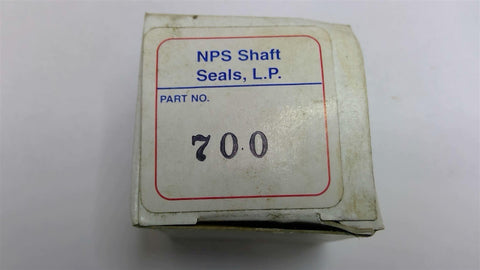 NPS Shaft
Seals, L.P.
PART NO.
700